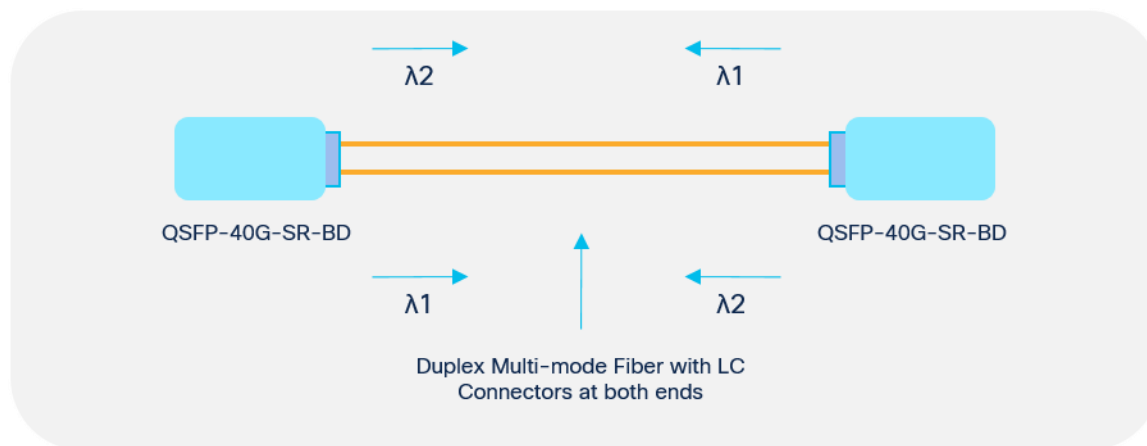 λ2
λ1
QSFP-40G-SR-BD
QSFP-40G-SR-BD
λ1
λ2
Duplex Multi-mode Fiber with LC
Connectors at both ends